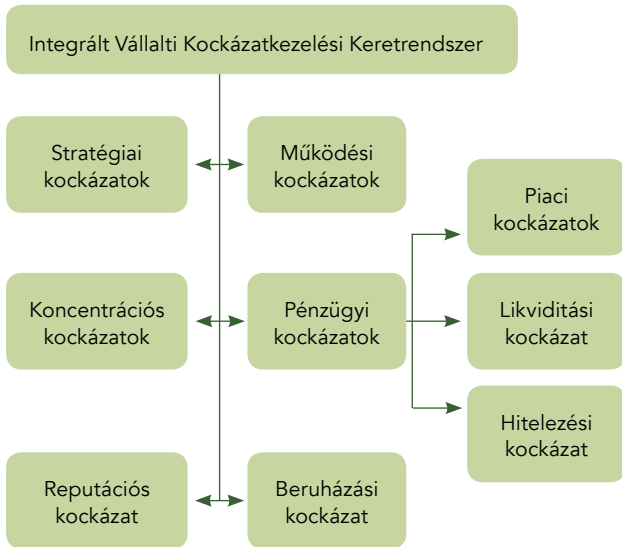 Integrált Vállalti Kockázatkezelési Keretrendszer
Stratégiai
kockázatok
Működési
kockázatok
Piaci
kockázatok
Koncentrációs
kockázatok
Pénzügyi
kockázatok
Likviditási
kockázat
Hitelezési
kockázat
Reputációs
kockázat
Beruházási
kockázat